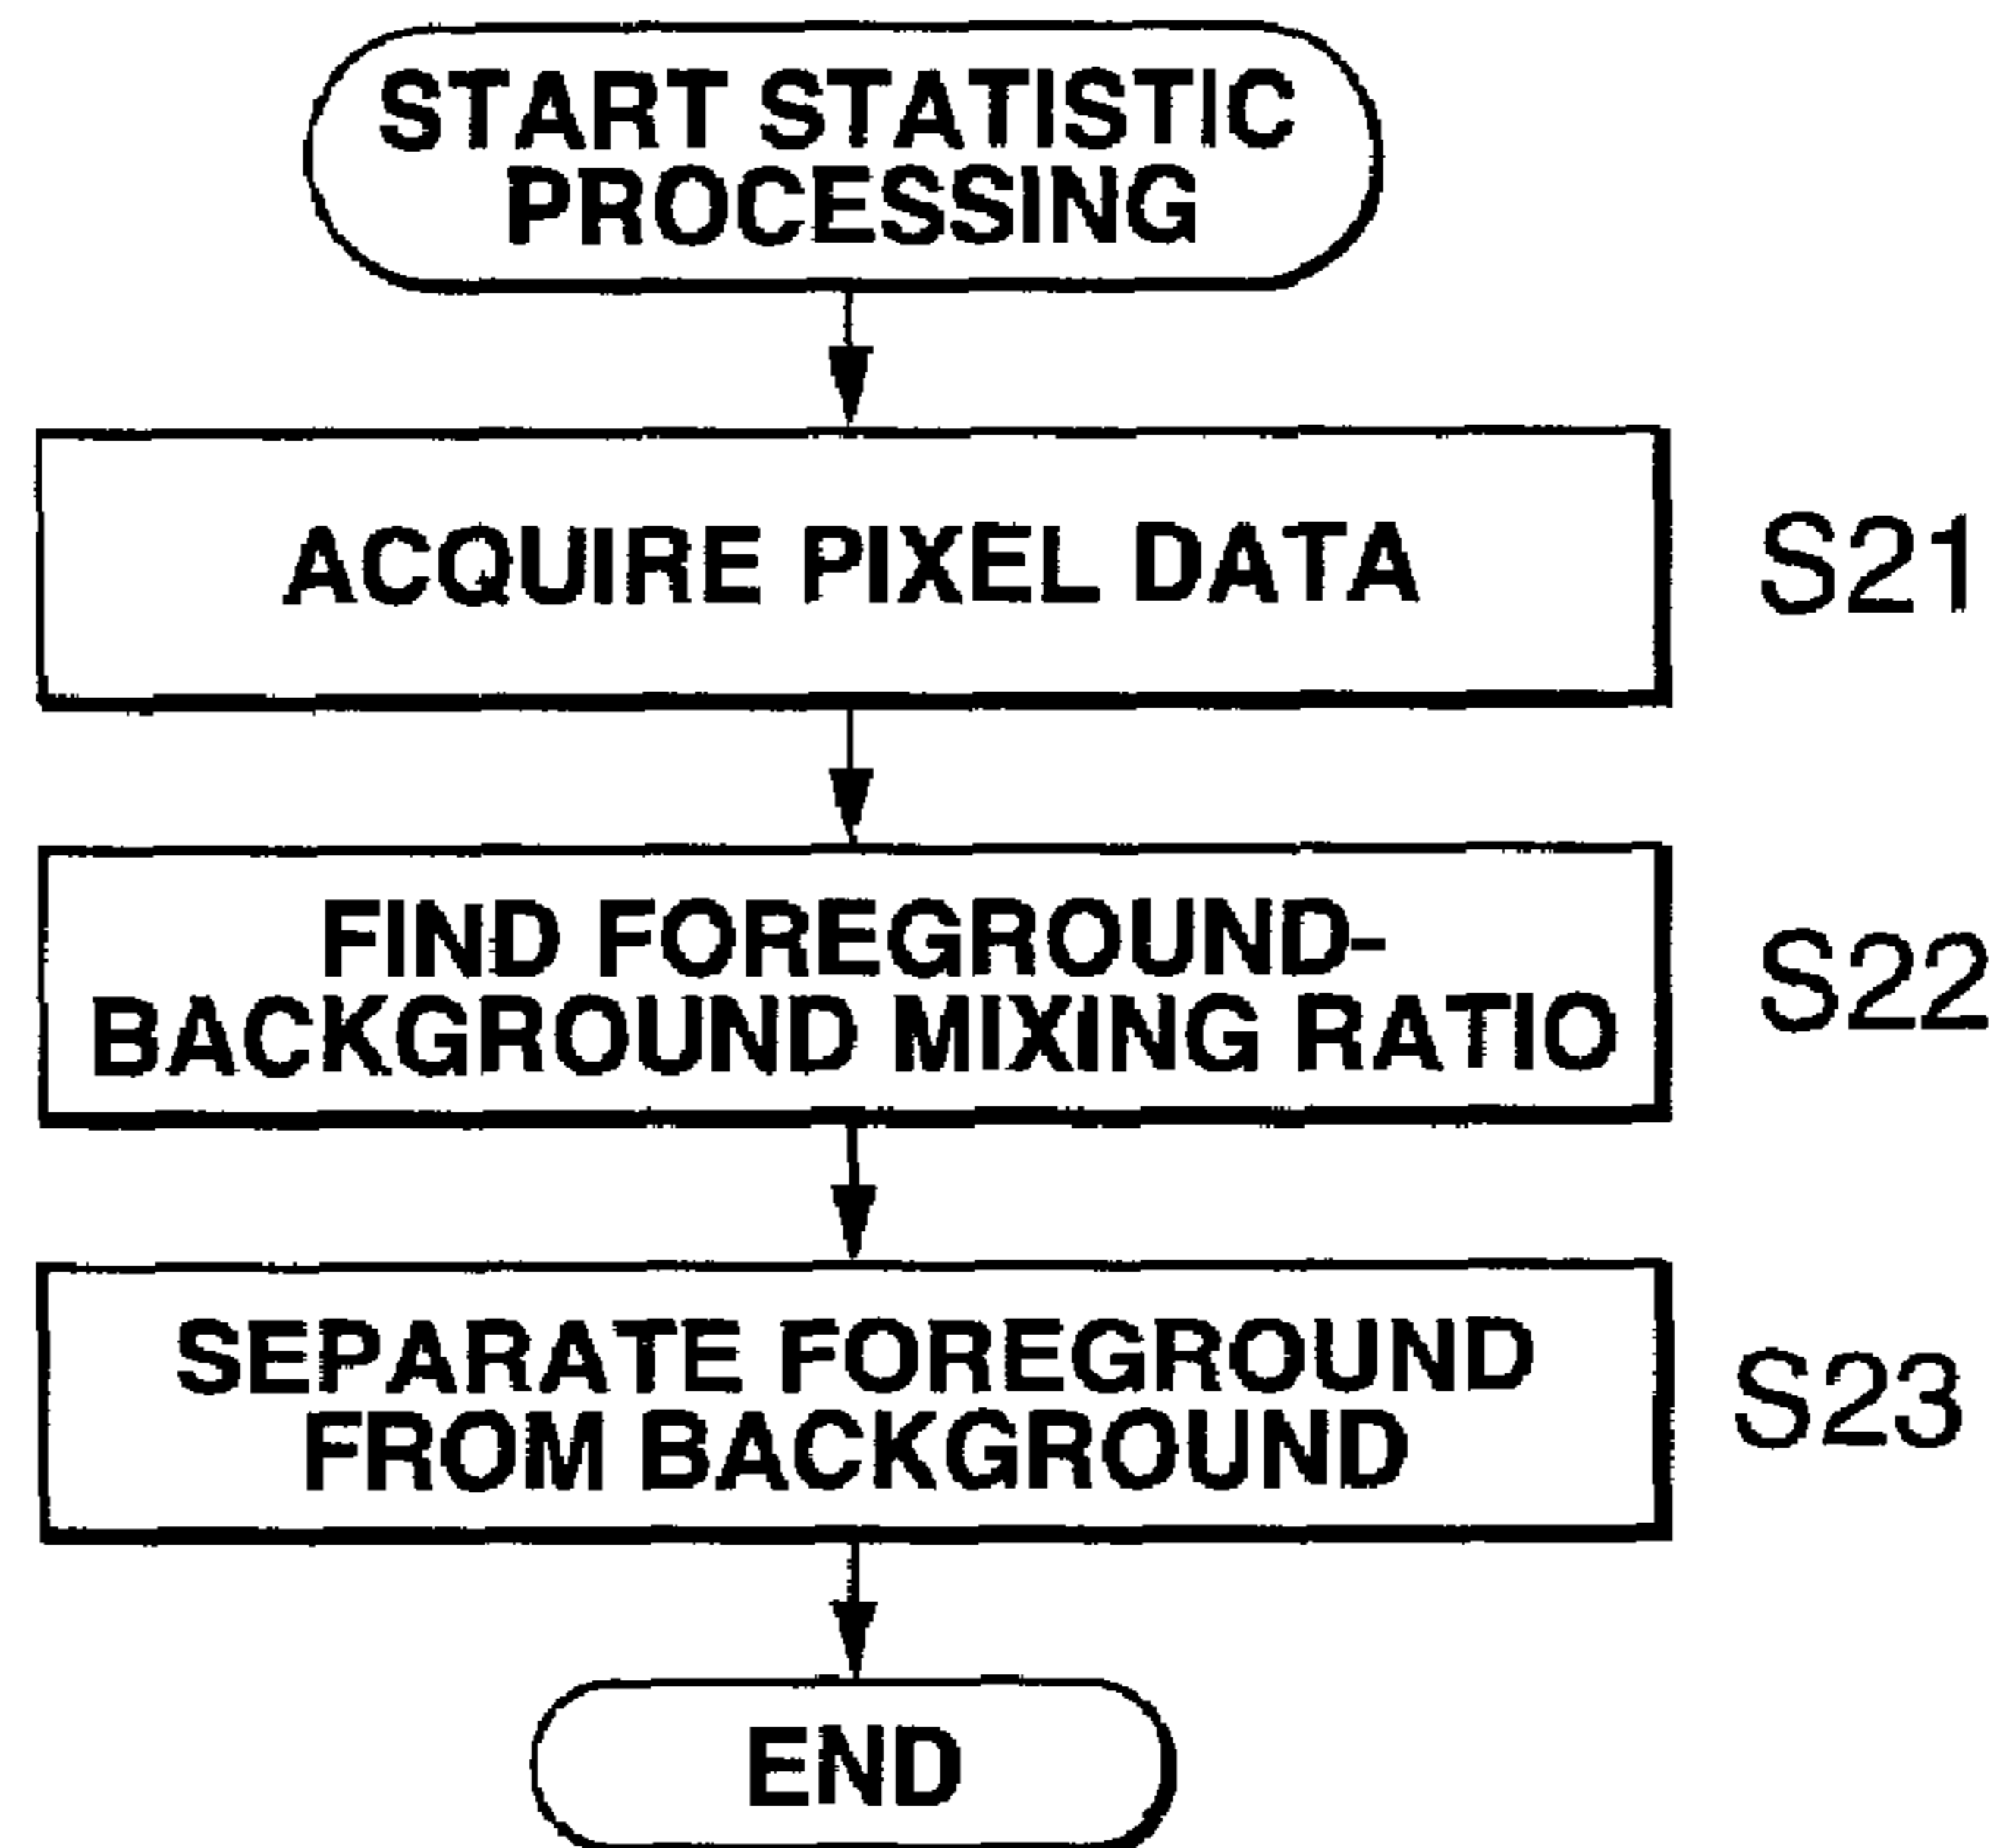 START STATISTIC
PROCESSING
ACQUIRE PIXEL DATA
S21
FIND FOREGROUND-
BACKGROUND MIXING RATIO
S22
SEPARATE FOREGROUND
FROM BACKGROUND
S23
END